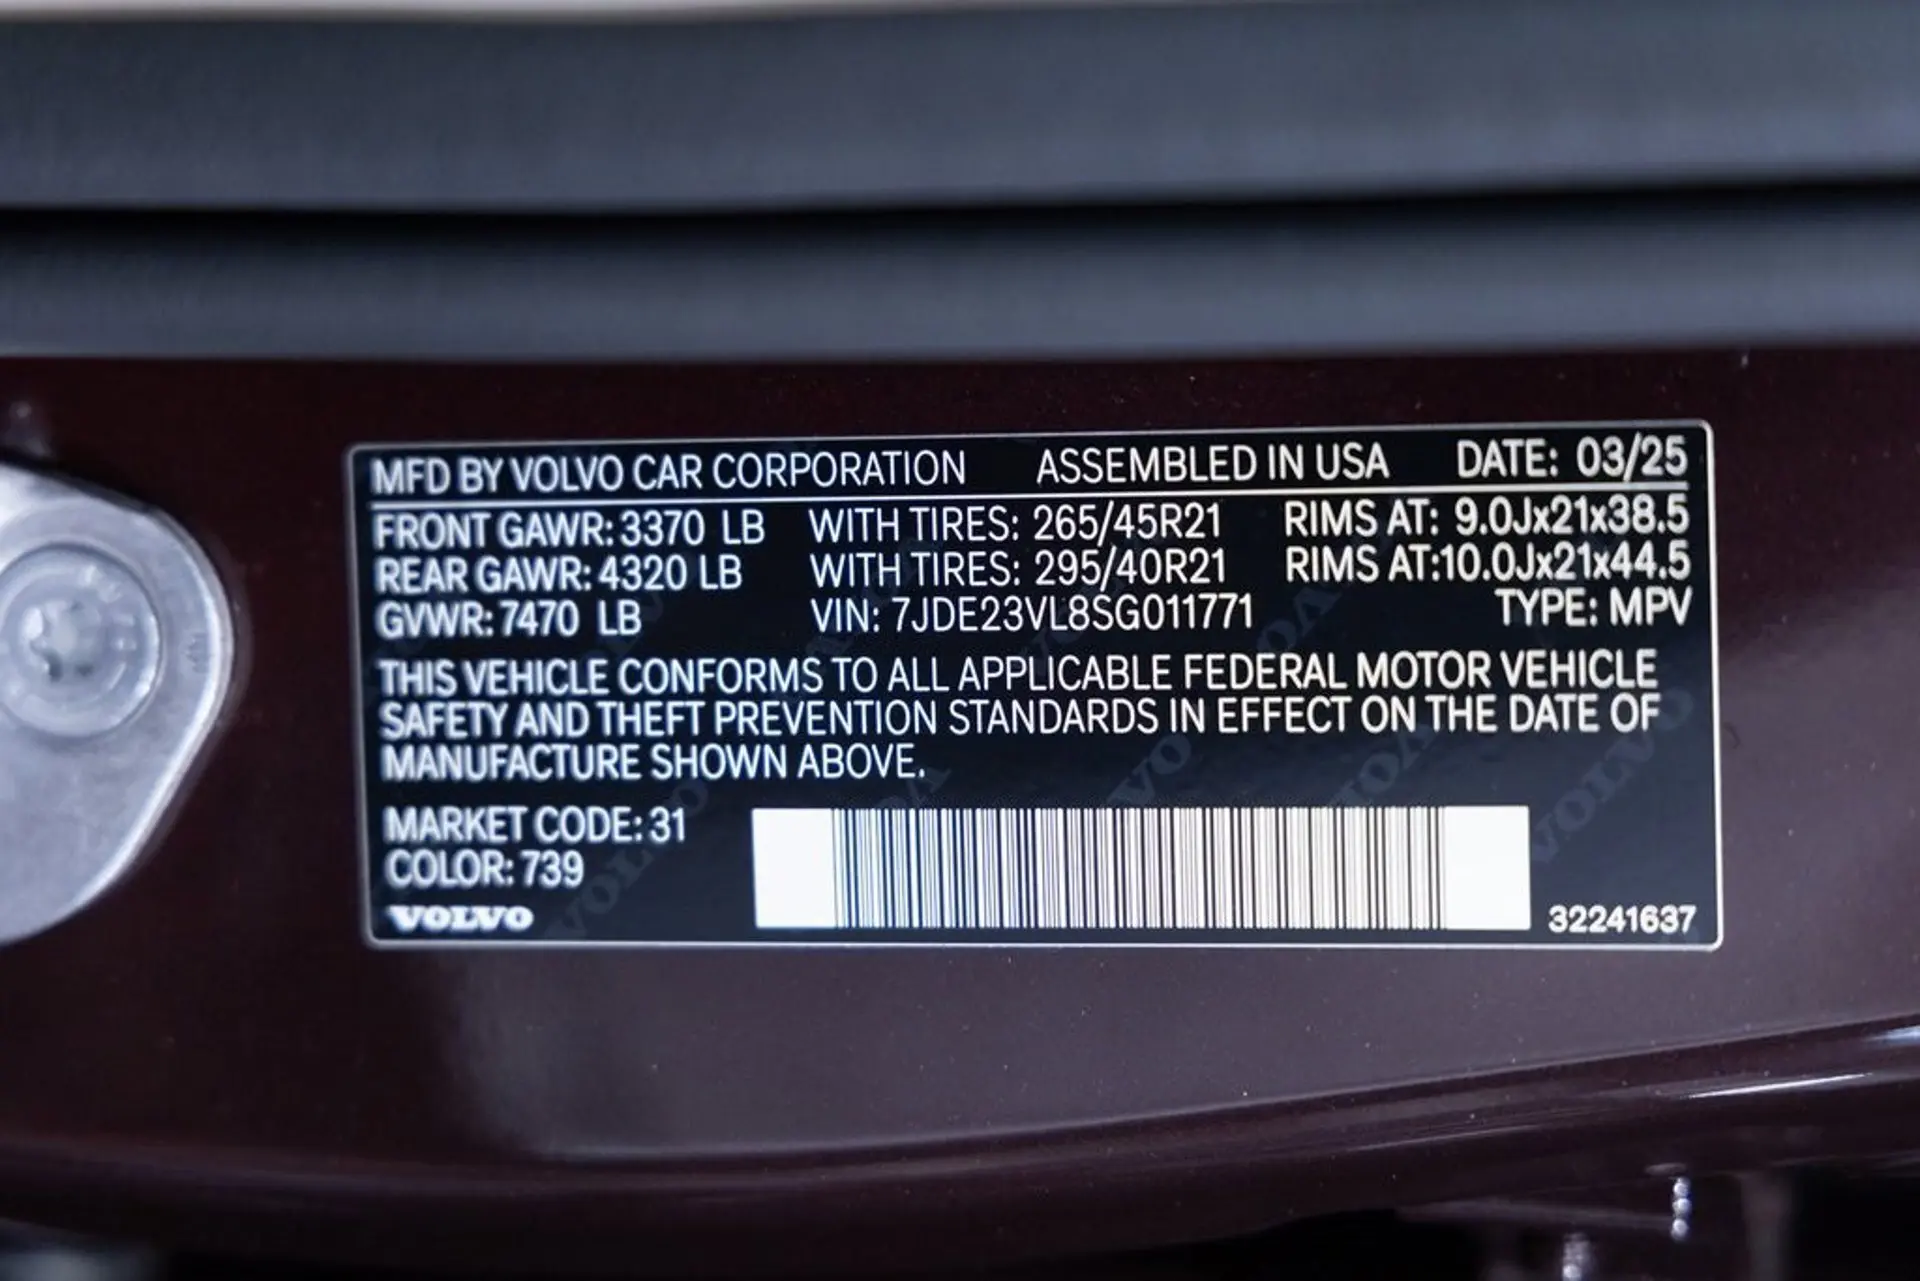 MFD BY VOLVO CAR CORPORATION ASSEMBLED IN USA DATE: 03/25
FRONT GAWR: 3370 LB WITH TIRES: 265/45R21 RIMS AT: 9.0Jx21x38.5
REAR GAWR: 4320 LB WITH TIRES: 295/40R21 RIMS AT:10.0Jx21x44.5
GVWR: 7470 LB VIN: 7JDE23VL8SG011771 TYPE: MPV
THIS VEHICLE CONFORMS TO ALL APPLICABLE FEDERAL MOTOR VEHICLE
SAFETY AND THEFT PREVENTION STANDARDS IN EFFECT ON THE DATE OF
MANUFACTURE SHOWN ABOVE.
MARKET CODE: 31
COLOR: 739
VOLVO
32241637